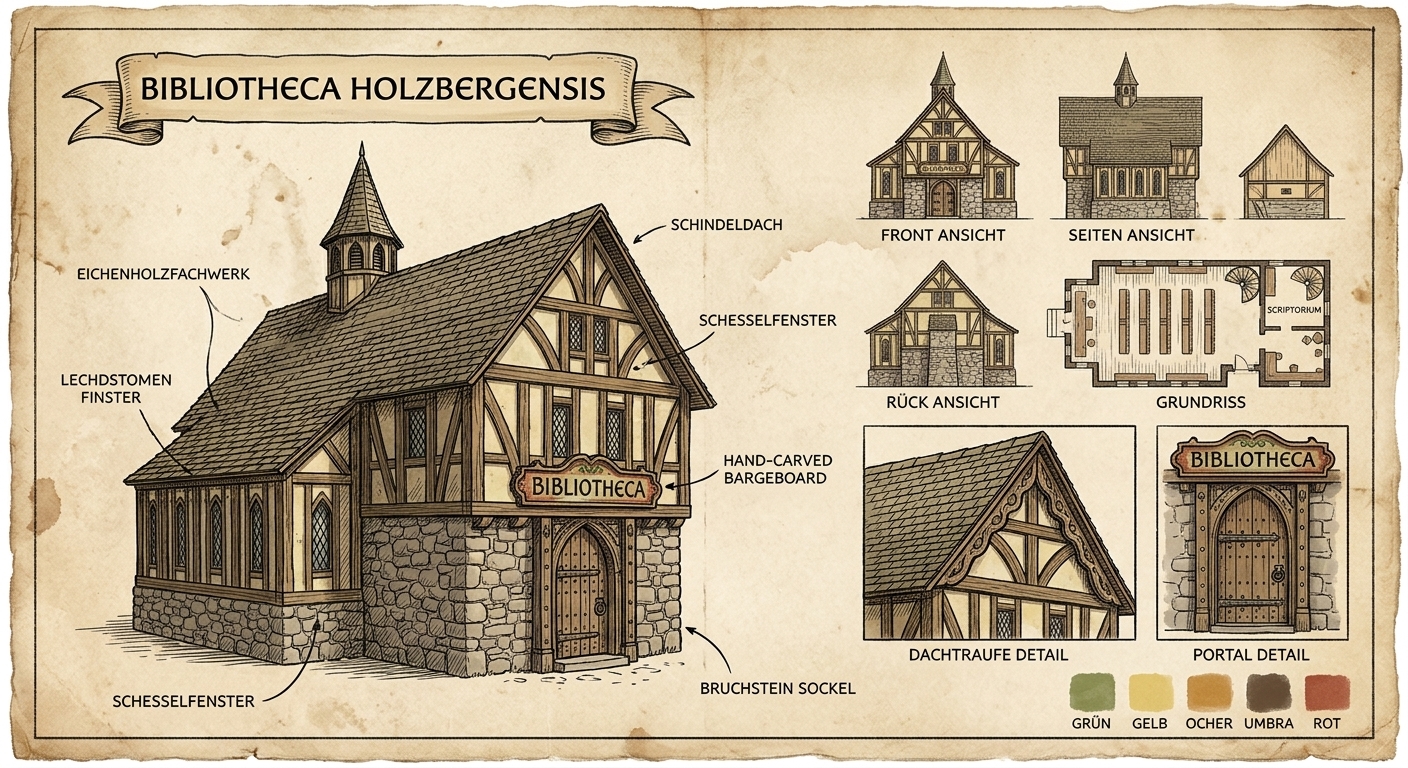 BIBLIOTHECA HOLZBERGENSIS
EICHENHOLZFACHWERK
LECHDSTOMEN
FINSTER
SCHESSELFENSTER
SCHINDELDACH
SCHESSELFENSTER
HAND-CARVED
BARGEBOARD
BRUCHSTEIN SOCKEL
BIBLIOTHECA
FRONT ANSICHT
SEITEN ANSICHT
RÜCK ANSICHT
SCRIPTORIUM
GRUNDRISS
DACHTRAUFE DETAIL
BIBLIOTHECA
PORTAL DETAIL
GRÜN
GELB
OCHER
UMBRA
ROT